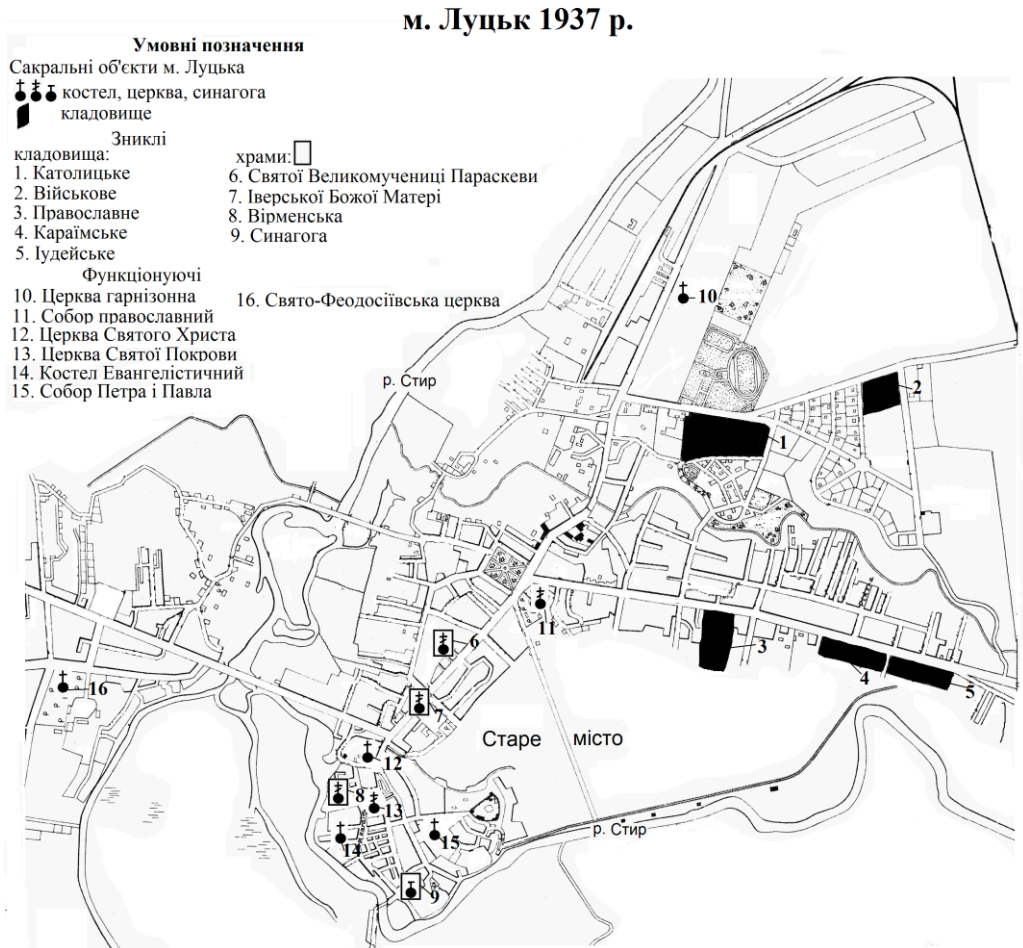 м. Луцьк 1937 р.
Умовні позначення
Сакральні об'єкти м. Луцька
костел, церква, синагога
кладовище
Зниклі
кладовища:
1. Католицьке
2. Військове
3. Православне
4. Караїмське
5. Іудейське
храми:
6. Святої Великомучениці Параскеви
7. Іверської Божої Матері
8. Вірменська
9. Синагога
Функціонуючі
10. Церква гарнізонна
11. Собор православний
12. Церква Святого Христа
13. Церква Святої Покрови
14. Костел Евангелістичний
15. Собор Петра і Павла
16. Свято-Феодосіївська церква
10
р. Стир
2
1
11
6
3
4
5
16
7
Старе місто
12
8
13
14
15
р. Стир
9